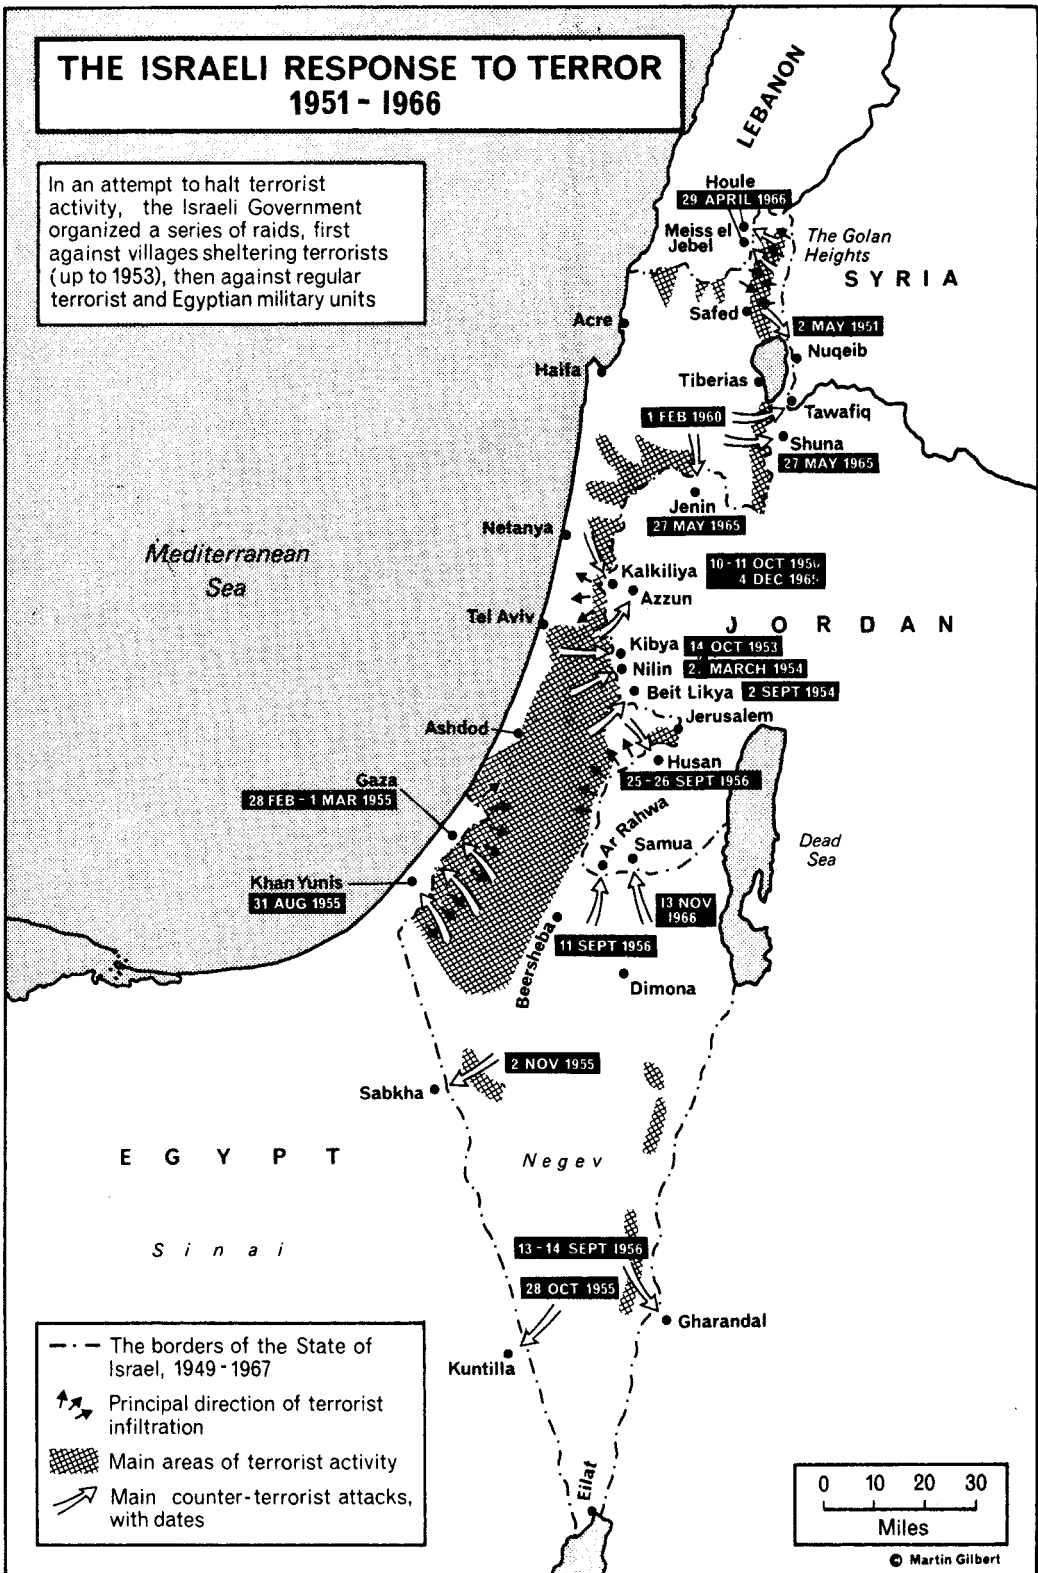 THE ISRAELI RESPONSE TO TERROR
1951 - 1966
In an attempt to halt terrorist
activity, the Israeli Government
organized a series of raids, first
against villages sheltering terrorists
(up to 1953), then against regular
terrorist and Egyptian military units
LEBANON
Houle
29 APRIL 1966
Meiss el
Jebel
The Golan
Heights
SYRIA
Safed
Acre
2 MAY 1951
Nuqeib
Haifa
Tiberias
Tawafiq
1 FEB 1960
Shuna
27 MAY 1965
Jenin
27 MAY 1965
Netanya
Mediterranean
Sea
Kalkiliya
10-11 OCT
4 DEC
Azzun
Tel Aviv
JORDAN
Kibya
14 OCT 1953
Nilin
MARCH 1954
Beit Likya
2 SEPT 1954
Jerusalem
Ashdod
Husan
25-26 SEPT 1956
Gaza
28 FEB - 1 MAR 1955
Ar Rahwa
Samua
Dead
Sea
Khan Yunis
31 AUG 1955
13 NOV
1966
11 SEPT 1956
Beersheba
Dimona
2 NOV 1955
Sabkha
EGYPT
Negev
Sinai
13-14 SEPT 1956
28 OCT 1955
Gharandal
Kuntilla
Eilat
The borders of the State of
Israel, 1949-1967
Principal direction of terrorist
infiltration
Main areas of terrorist activity
Main counter-terrorist attacks,
with dates
0 10 20 30
Miles
© Martin Gilbert